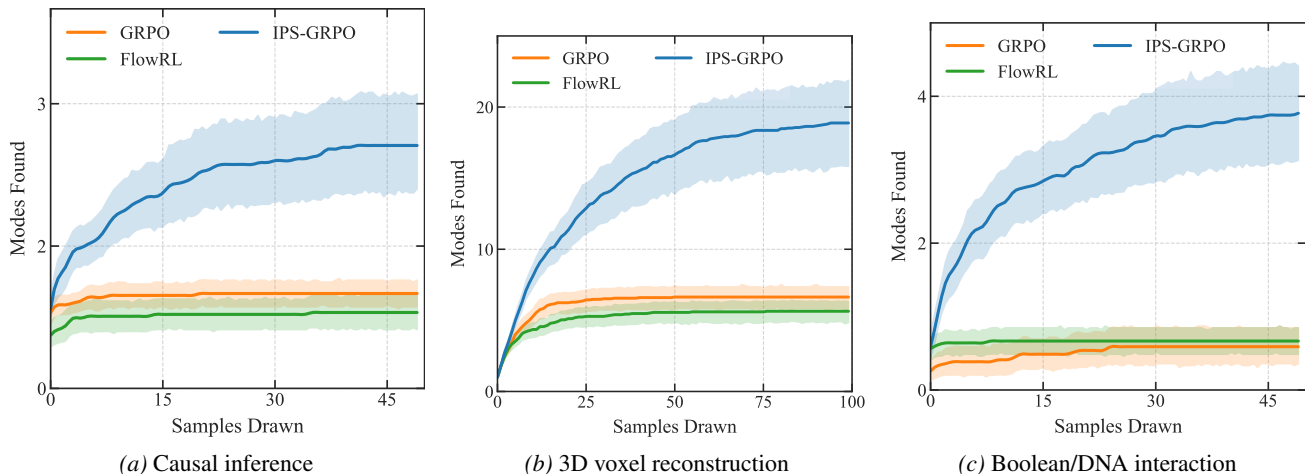 GRPO
IPS-GRPO
FlowRL
3
2
0
0
15
30
45
Modes Found
Samples Drawn
(a) Causal inference
GRPO
IPS-GRPO
FlowRL
20
10
0
0
25
50
75
100
Modes Found
Samples Drawn
(b) 3D voxel reconstruction
GRPO
IPS-GRPO
FlowRL
4
2
0
0
15
30
45
Modes Found
Samples Drawn
(c) Boolean/DNA interaction